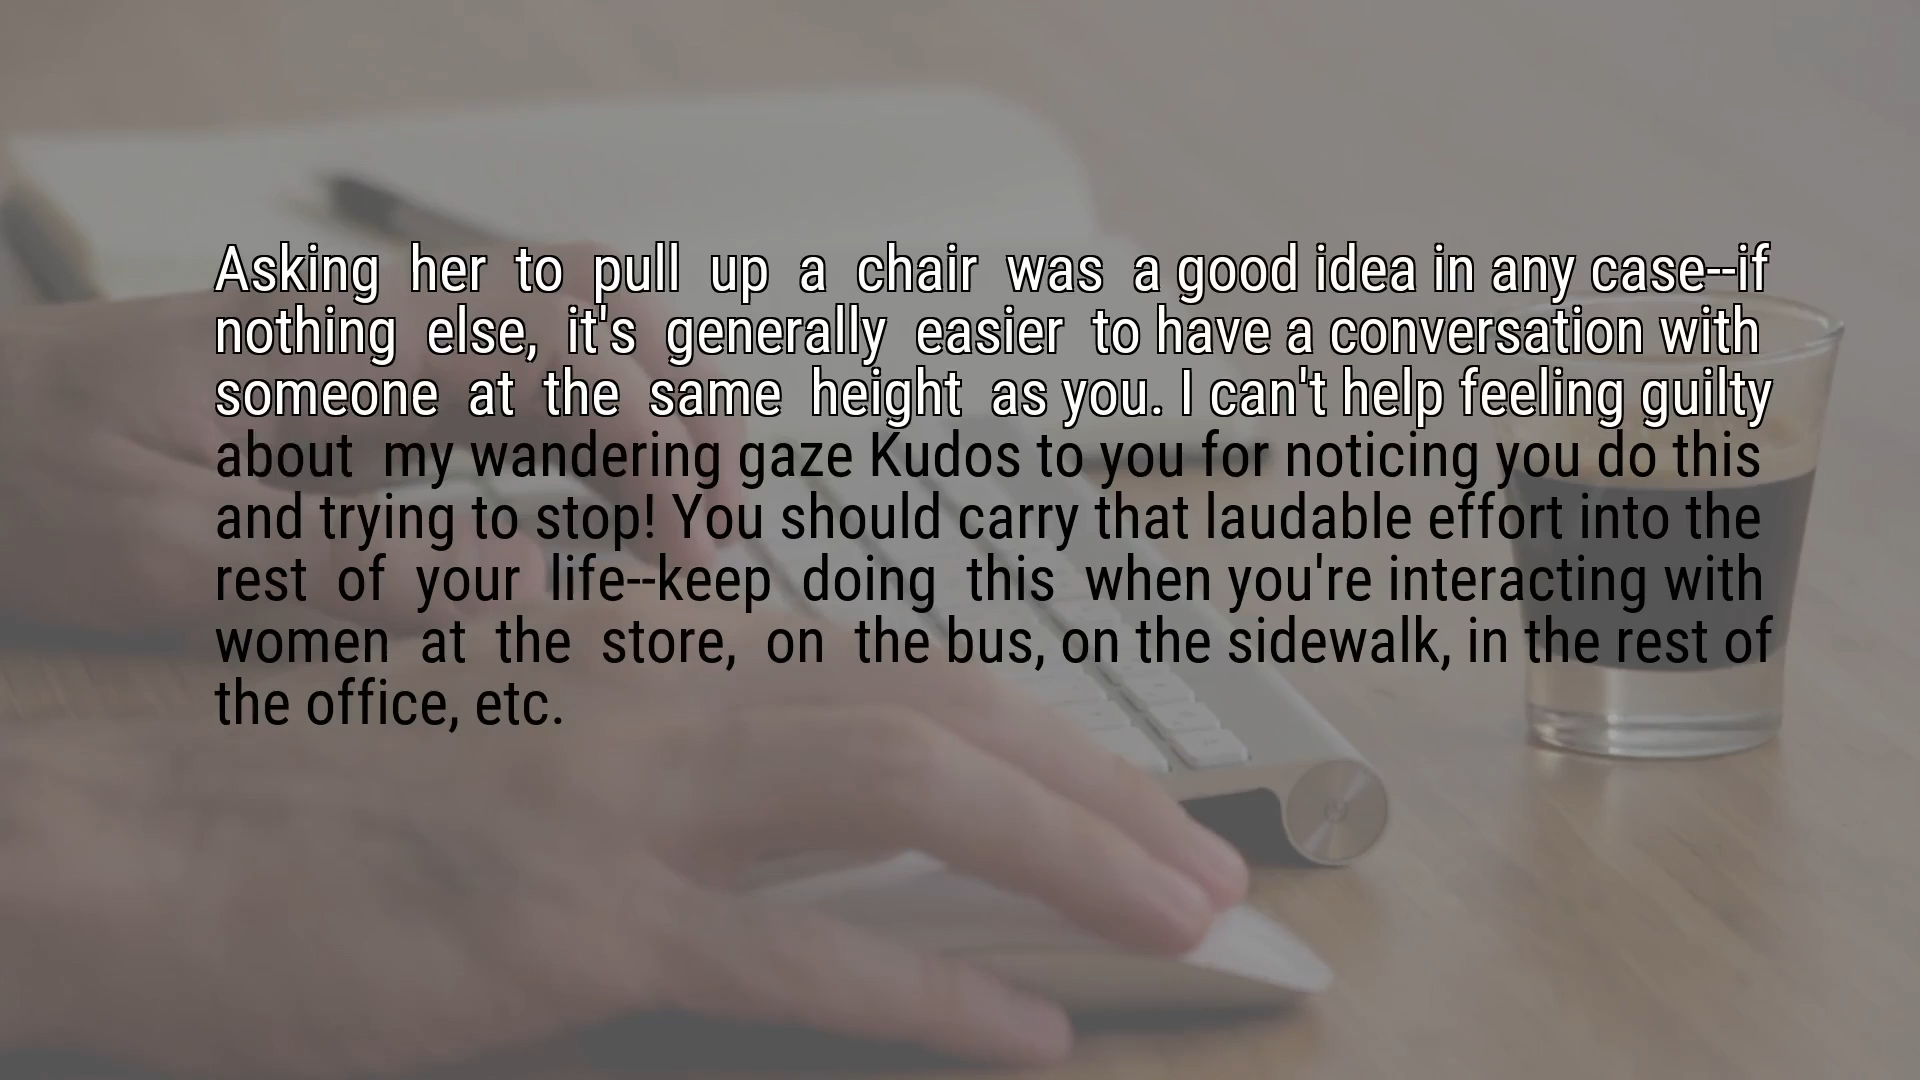 Asking her to pull up a chair was a good idea in any case--if
nothing else, it's generally easier to have a conversation with
someone at the same height as you. I can't help feeling guilty
about my wandering gaze Kudos to you for noticing you do this
and trying to stop! You should carry that laudable effort into the
rest of your life--keep doing this when you're interacting with
women at the store, on the bus, on the sidewalk, in the rest of
the office, etc.